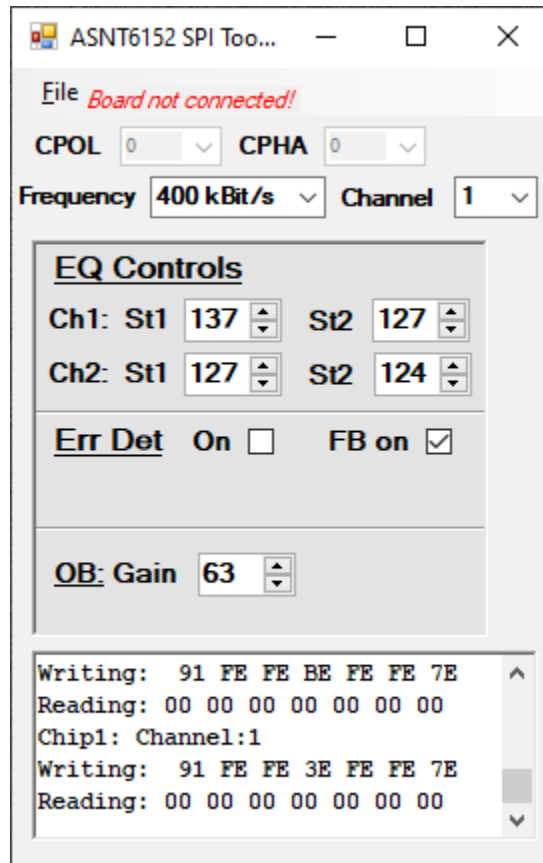 ASNT6152 SPI Too...
File Board not connected!
CPOL 0 CPHA 0
Frequency 400 kBit/s Channel 1
EQ Controls
Ch1: St1 137 St2 127
Ch2: St1 127 St2 124
Err Det On FB on
OB: Gain 63
Writing: 91 FE FE BE FE FE 7E
Reading: 00 00 00 00 00 00 00
Chip1: Channel:1
Writing: 91 FE FE 3E FE FE 7E
Reading: 00 00 00 00 00 00 00